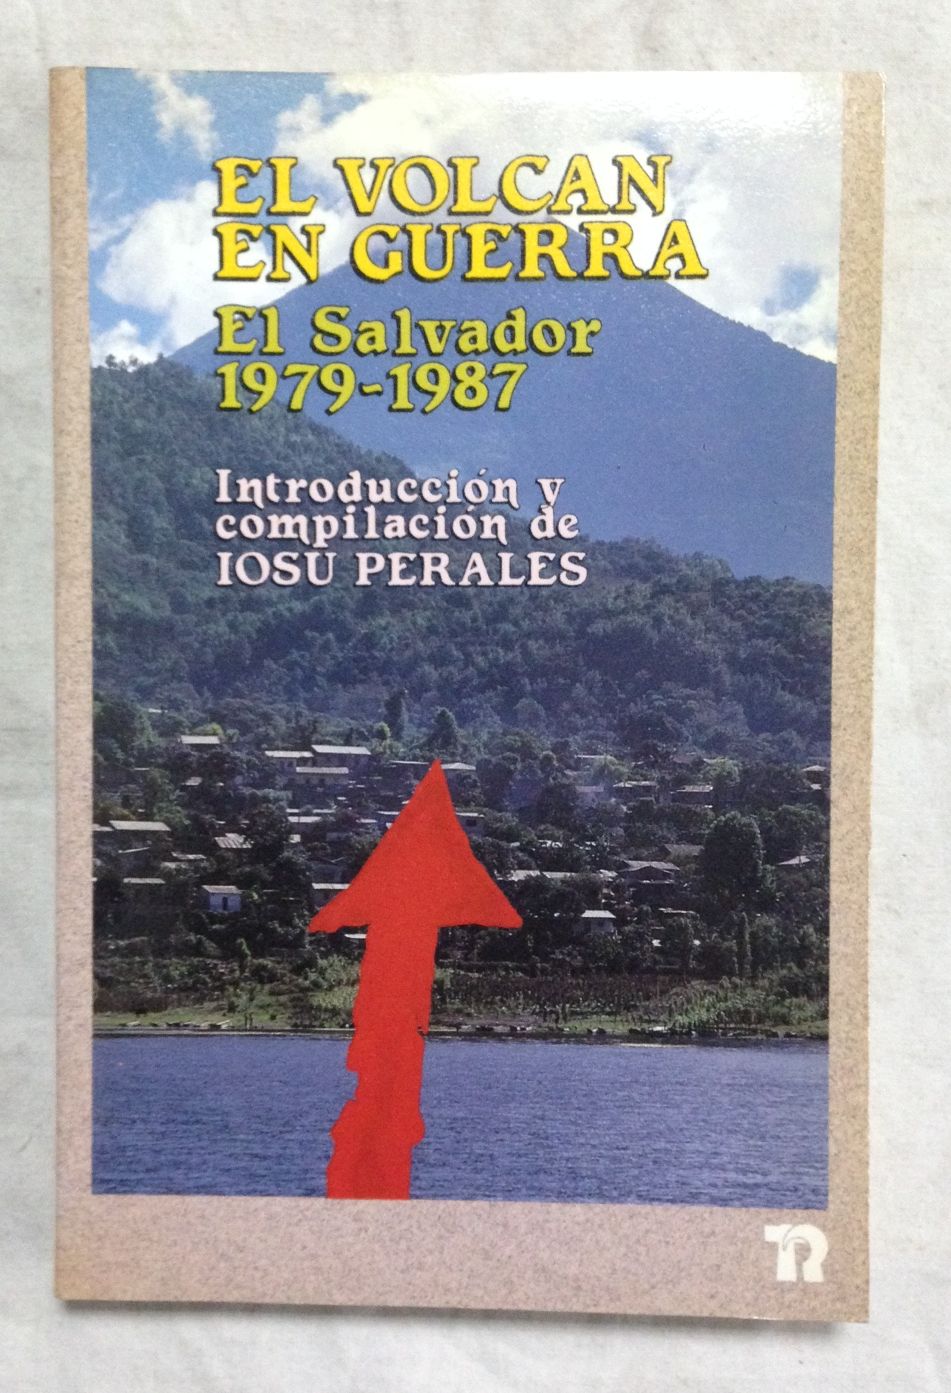 EL VOLCAN
EN GUERRA
El Salvador
1979-1987
Introducción y
compilación de
IOSU PERALES